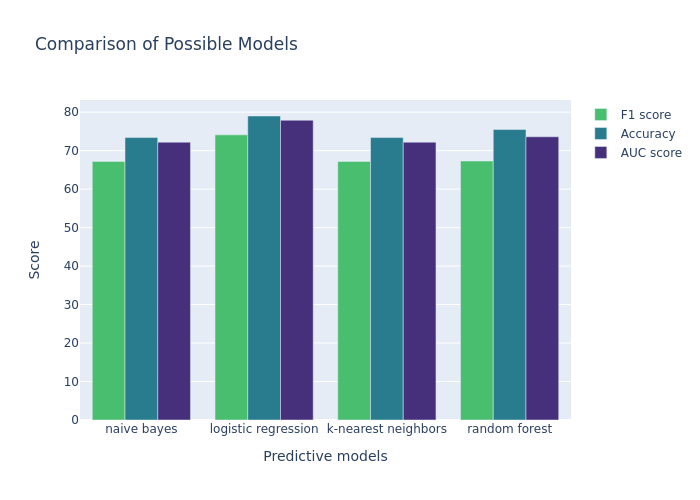 Comparison of Possible Models
F1 score
Accuracy
AUC score
Score
80
70
60
50
40
30
20
10
0
naive bayes
logistic regression
k-nearest neighbors
random forest
Predictive models